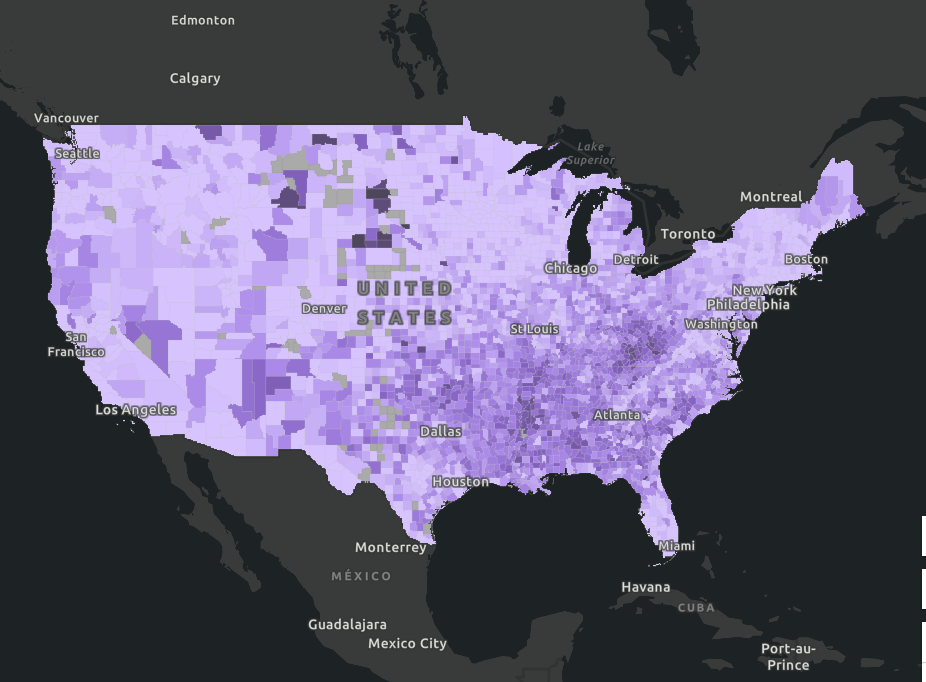 Edmonton
Calgary
Vancouver
Seattle
Lake
Superior
Montreal
Toronto
Boston
Detroit
Chicago
New York
Philadelphia
UNITED
STATES
Denver
Washington
St Louis
San
Francisco
Los Angeles
Atlanta
Dallas
Houston
Monterrey
Miami
MÉXICO
Havana
CUBA
Guadalajara
Mexico City
Port-au-
Prince